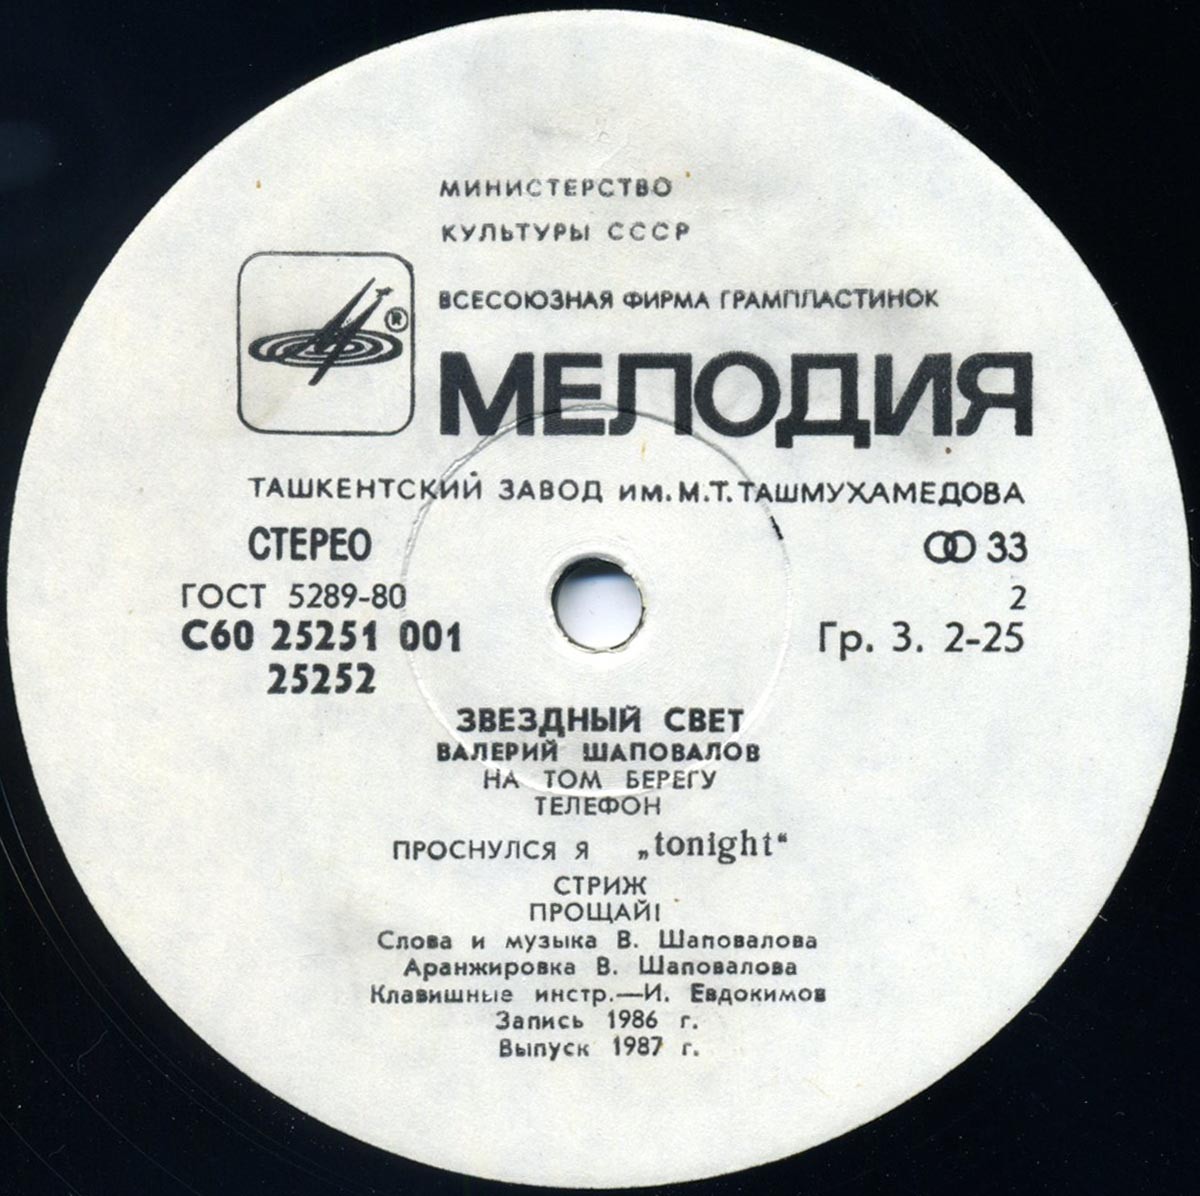 МИНИСТЕРСТВО
КУЛЬТУРЫ СССР
ВСЕСОЮЗНАЯ ФИРМА ГРАМПЛАСТИНОК
®
МЕЛОДИЯ
ТАШКЕНТСКИЙ ЗАВОД им. М.Т. ТАШМУХАМЕДОВА
СТЕРЕО 33
ГОСТ 5289-80 2
С60 25251 001 Гр. 3. 2-25
25252
ЗВЕЗДНЫЙ СВЕТ
ВАЛЕРИЙ ШАПОВАЛОВ
НА ТОМ БЕРЕГУ
ТЕЛЕФОН
ПРОСНУЛСЯ Я „tonight“
СТРИЖ
ПРОЩАЙ!
Слова и музыка В. Шаповалова
Аранжировка В. Шаповалова
Клавишные инстр.—И. Евдокимов
Запись 1986 г.
Выпуск 1987 г.